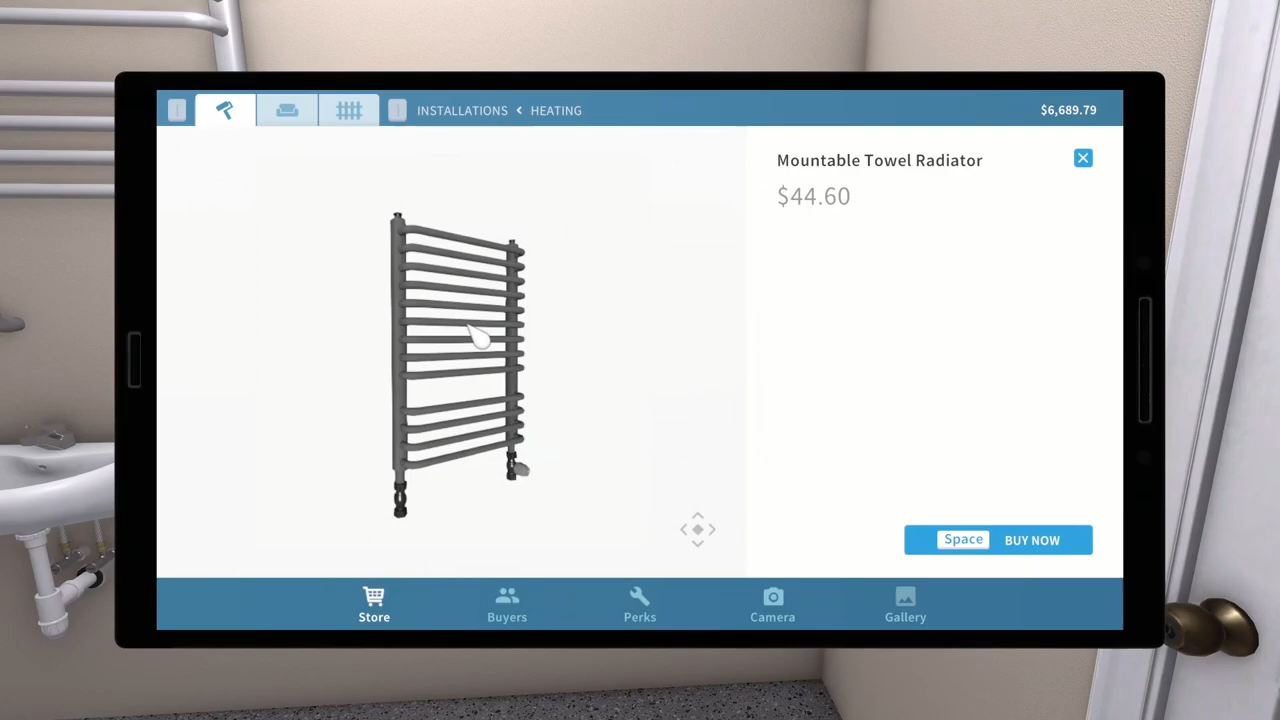 INSTALLATIONS < HEATING
$6,689.79
Mountable Towel Radiator
$44.60
Space BUY NOW
Store
Buyers
Perks
Camera
Gallery